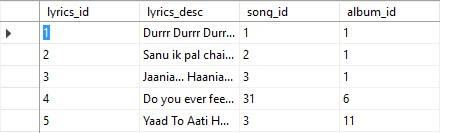 lyrics_id lyrics_desc song_id album_id
1 Durrr Durrr Durr... 1 1
2 Sanu ik pal chai... 2 1
3 Jaania... Haania... 3 1
4 Do you ever fee... 31 6
5 Yaad To Aati H... 3 11